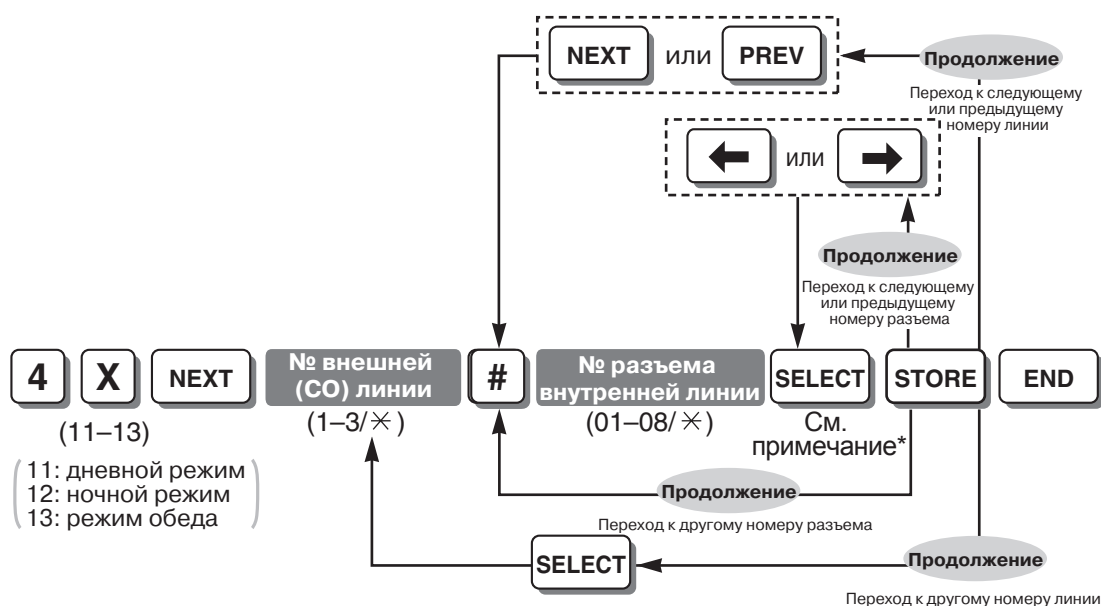 NEXT или PREV
Продолжение
Переход к следующему
или предыдущему
номеру линии
← или →
Продолжение
Переход к следующему
или предыдущему
номеру разъема
4 X NEXT № внешней (CO) линии # № разъема внутренней линии SELECT STORE END
(11–13)
(1–3/✳)
(01–08/✳)
См.
примечание*
11: дневной режим
12: ночной режим
13: режим обеда
Продолжение
Переход к другому номеру разъема
SELECT
Продолжение
Переход к другому номеру линии